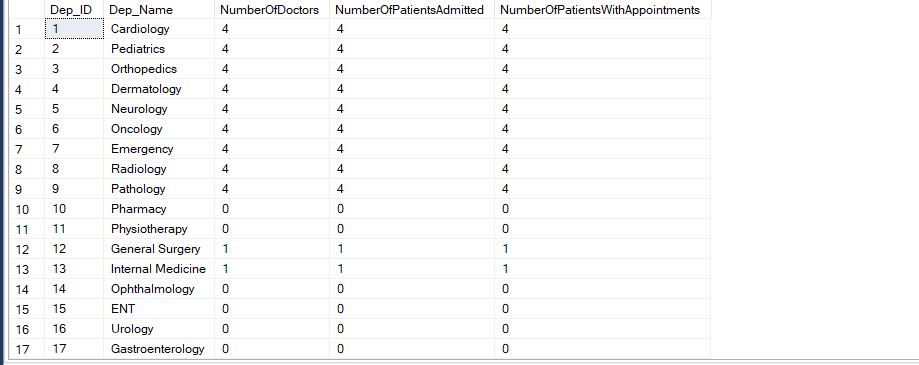 Dep_ID Dep_Name NumberOfDoctors NumberOfPatientsAdmitted NumberOfPatientsWithAppointments
1 1 Cardiology 4 4 4
2 2 Pediatrics 4 4 4
3 3 Orthopedics 4 4 4
4 4 Dermatology 4 4 4
5 5 Neurology 4 4 4
6 6 Oncology 4 4 4
7 7 Emergency 4 4 4
8 8 Radiology 4 4 4
9 9 Pathology 4 4 4
10 10 Pharmacy 0 0 0
11 11 Physiotherapy 0 0 0
12 12 General Surgery 1 1 1
13 13 Internal Medicine 1 1 1
14 14 Ophthalmology 0 0 0
15 15 ENT 0 0 0
16 16 Urology 0 0 0
17 17 Gastroenterology 0 0 0